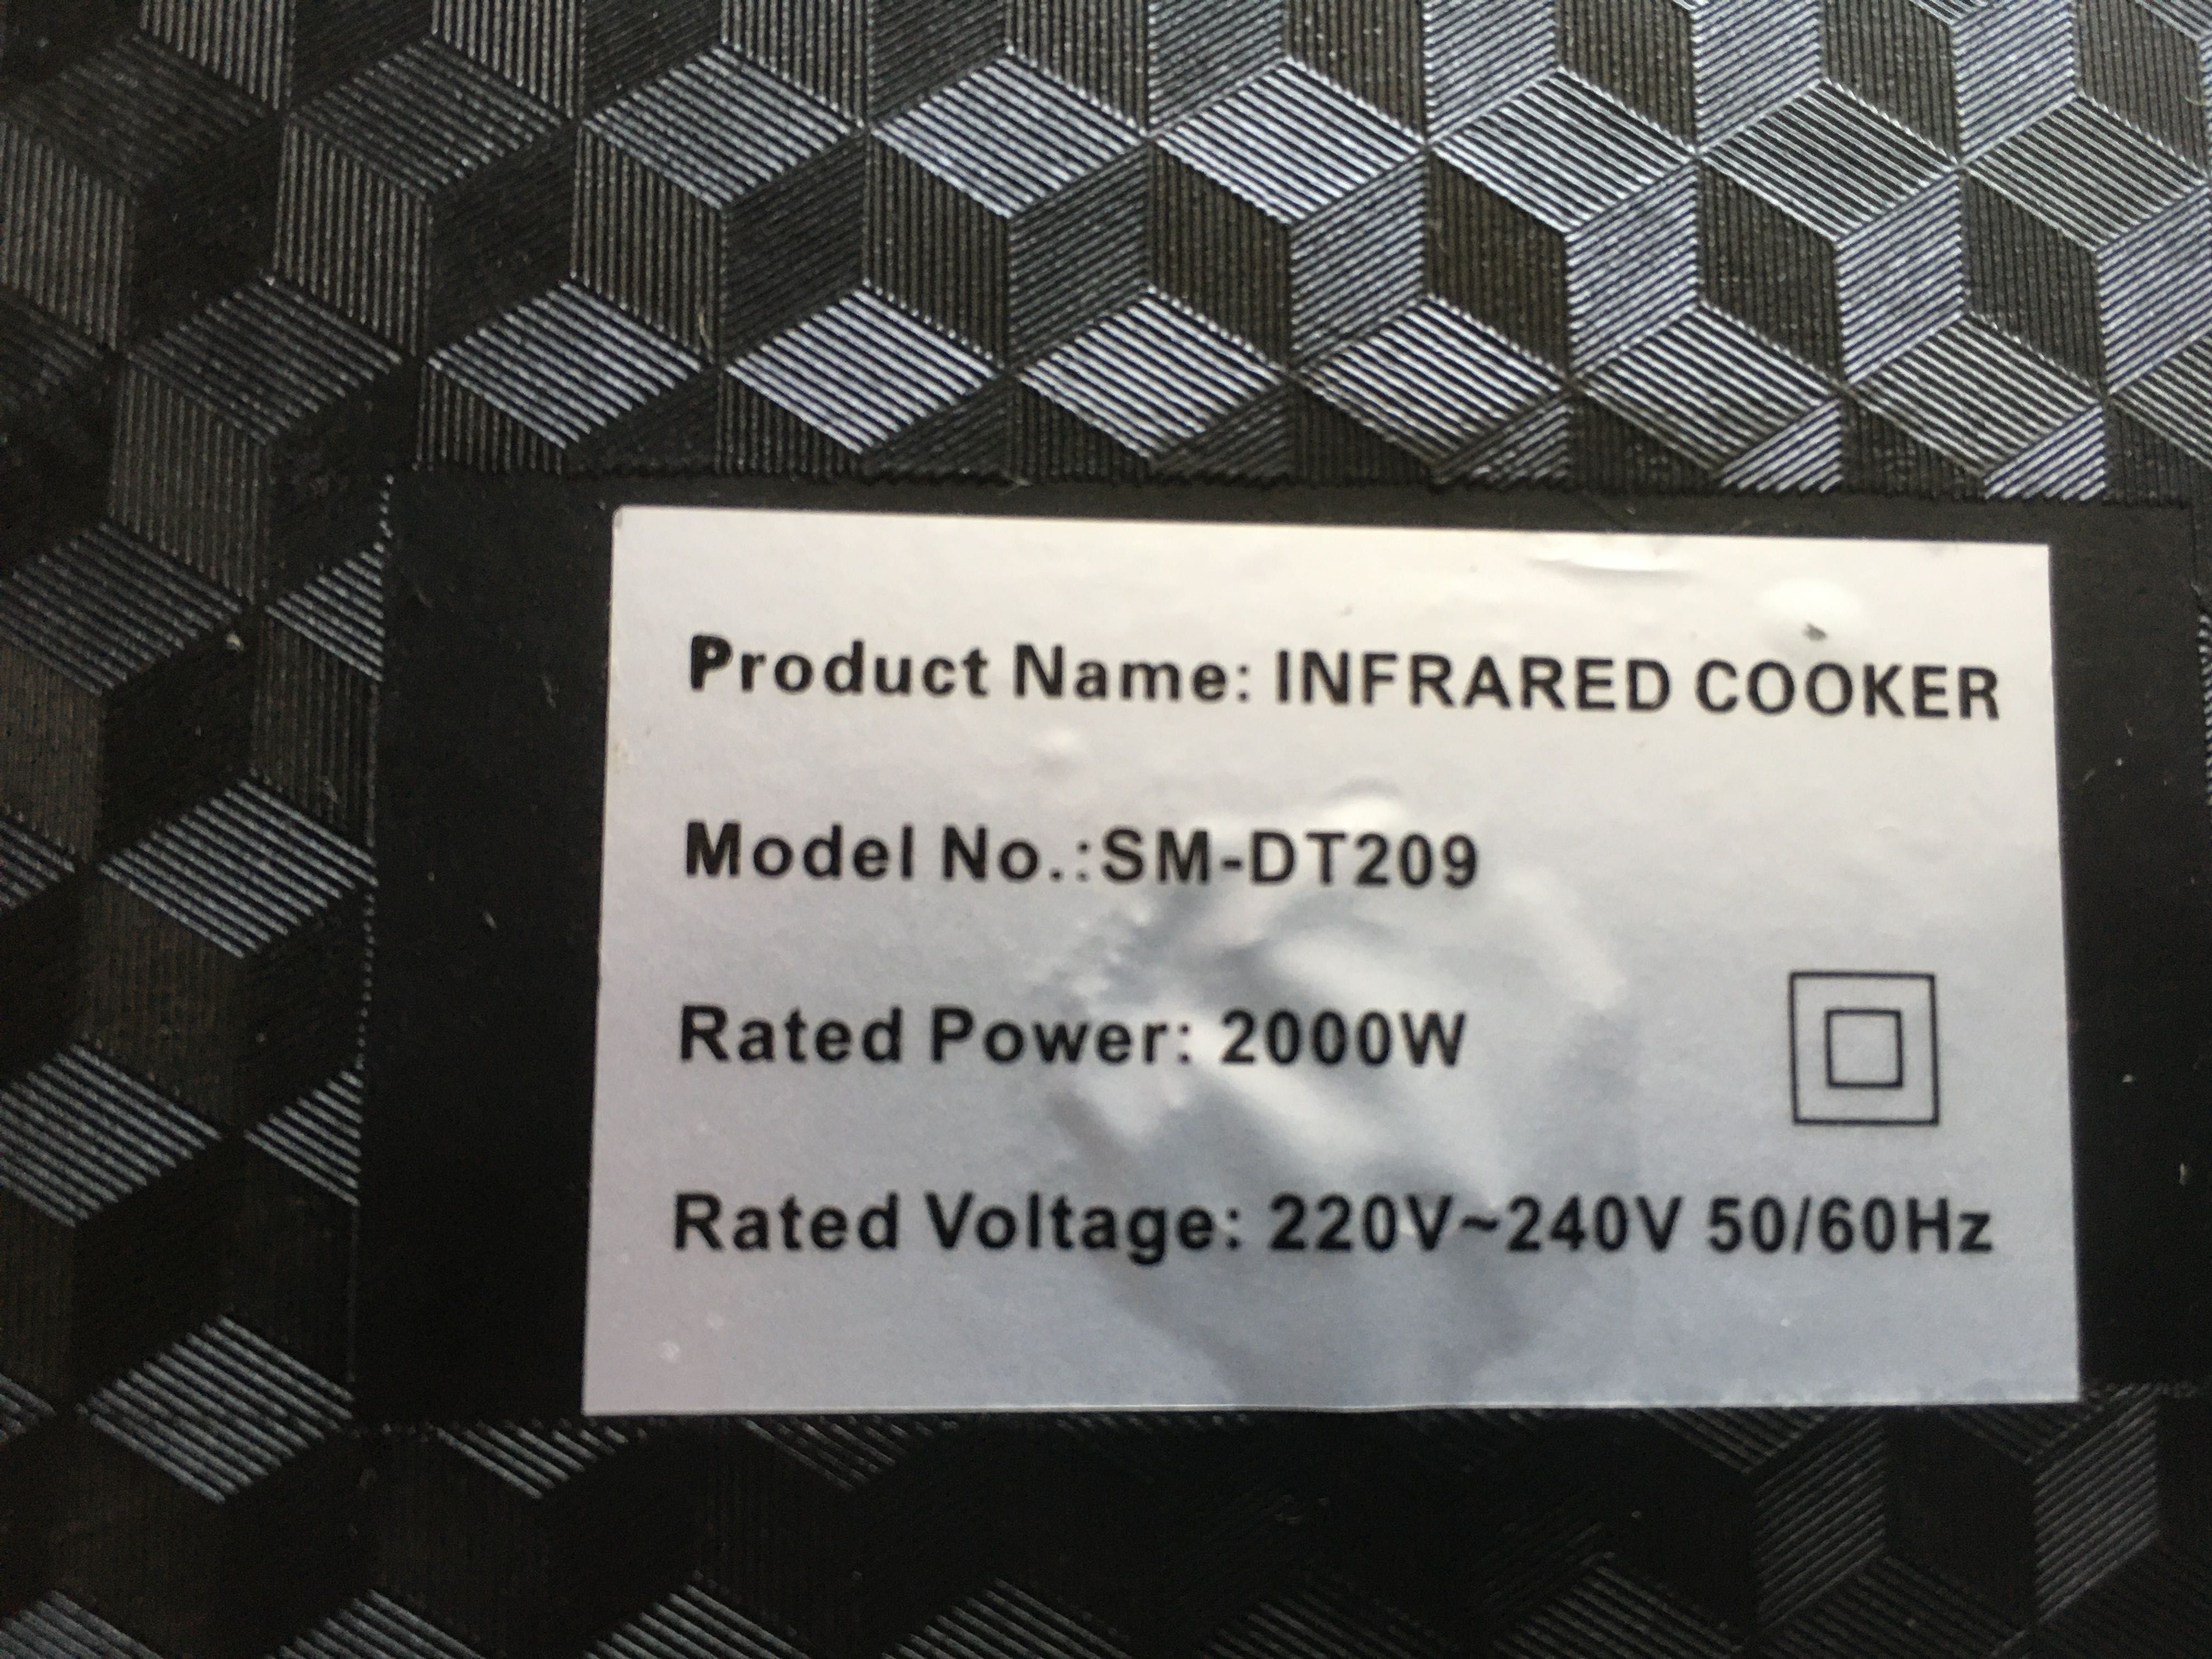 Product Name: INFRARED COOKER
Model No.:SM-DT209
Rated Power: 2000W
Rated Voltage: 220V~240V 50/60Hz